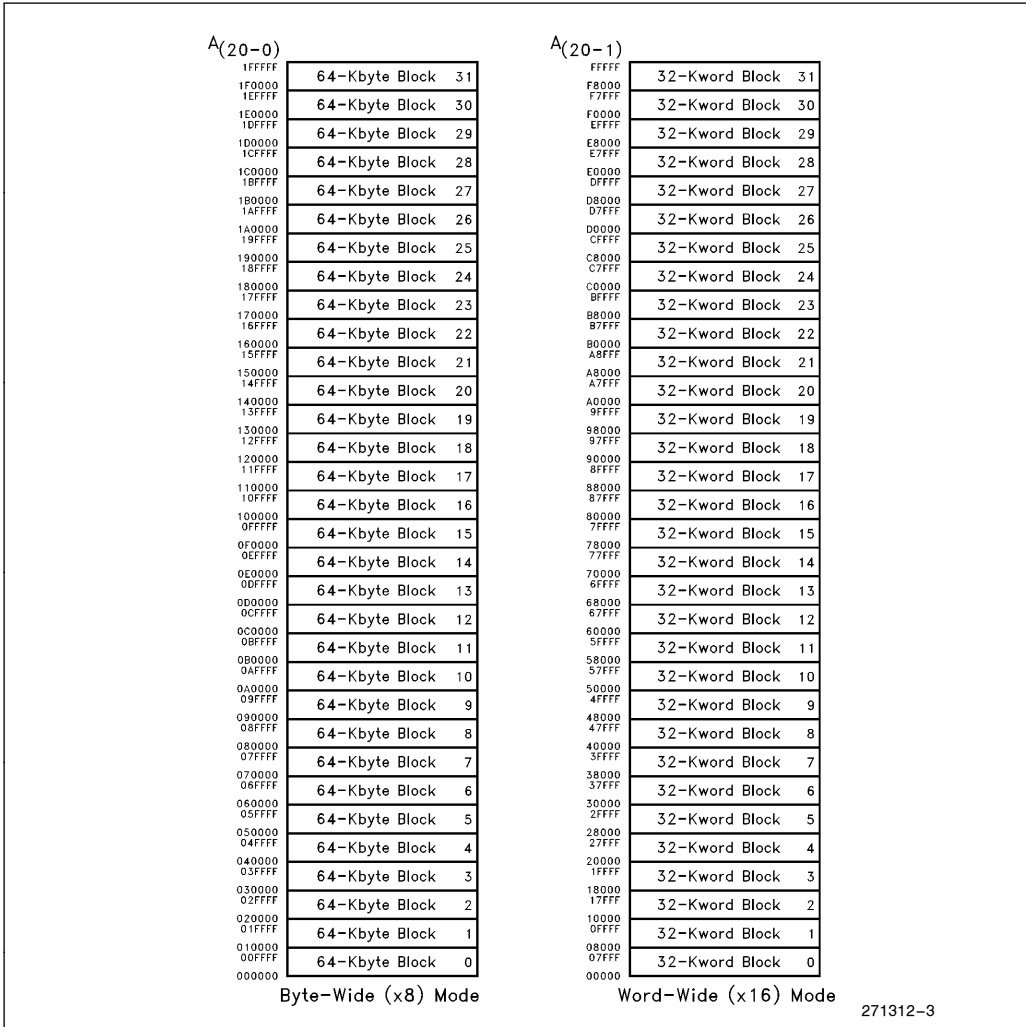 A(20-0)
1FFFFF
64-Kbyte Block 31
1F0000
1EFFFF
64-Kbyte Block 30
1E0000
1DFFFF
64-Kbyte Block 29
1D0000
1CFFFF
64-Kbyte Block 28
1C0000
1BFFFF
64-Kbyte Block 27
1B0000
1AFFFF
64-Kbyte Block 26
1A0000
19FFFF
64-Kbyte Block 25
190000
18FFFF
64-Kbyte Block 24
180000
17FFFF
64-Kbyte Block 23
170000
16FFFF
64-Kbyte Block 22
160000
15FFFF
64-Kbyte Block 21
150000
14FFFF
64-Kbyte Block 20
140000
13FFFF
64-Kbyte Block 19
130000
12FFFF
64-Kbyte Block 18
120000
11FFFF
64-Kbyte Block 17
110000
10FFFF
64-Kbyte Block 16
100000
0FFFFF
64-Kbyte Block 15
0F0000
0EFFFF
64-Kbyte Block 14
0E0000
0DFFFF
64-Kbyte Block 13
0D0000
0CFFFF
64-Kbyte Block 12
0C0000
0BFFFF
64-Kbyte Block 11
0B0000
0AFFFF
64-Kbyte Block 10
0A0000
09FFFF
64-Kbyte Block 9
090000
08FFFF
64-Kbyte Block 8
080000
07FFFF
64-Kbyte Block 7
070000
06FFFF
64-Kbyte Block 6
060000
05FFFF
64-Kbyte Block 5
050000
04FFFF
64-Kbyte Block 4
040000
03FFFF
64-Kbyte Block 3
030000
02FFFF
64-Kbyte Block 2
020000
01FFFF
64-Kbyte Block 1
010000
00FFFF
64-Kbyte Block 0
000000
Byte-Wide (x8) Mode
A(20-1)
FFFFF
32-Kword Block 31
F8000
F7FFF
32-Kword Block 30
F0000
EFFFF
32-Kword Block 29
E8000
E7FFF
32-Kword Block 28
E0000
DFFFF
32-Kword Block 27
D8000
D7FFF
32-Kword Block 26
D0000
CFFFF
32-Kword Block 25
C8000
C7FFF
32-Kword Block 24
C0000
BFFFF
32-Kword Block 23
B8000
B7FFF
32-Kword Block 22
B0000
A8FFF
32-Kword Block 21
A8000
A7FFF
32-Kword Block 20
A0000
9FFFF
32-Kword Block 19
98000
97FFF
32-Kword Block 18
90000
8FFFF
32-Kword Block 17
88000
87FFF
32-Kword Block 16
80000
7FFFF
32-Kword Block 15
78000
77FFF
32-Kword Block 14
70000
6FFFF
32-Kword Block 13
68000
67FFF
32-Kword Block 12
60000
5FFFF
32-Kword Block 11
58000
57FFF
32-Kword Block 10
50000
4FFFF
32-Kword Block 9
48000
47FFF
32-Kword Block 8
40000
3FFFF
32-Kword Block 7
38000
37FFF
32-Kword Block 6
30000
2FFFF
32-Kword Block 5
28000
27FFF
32-Kword Block 4
20000
1FFFF
32-Kword Block 3
18000
17FFF
32-Kword Block 2
10000
0FFFF
32-Kword Block 1
08000
07FFF
32-Kword Block 0
00000
Word-Wide (x16) Mode
271312-3